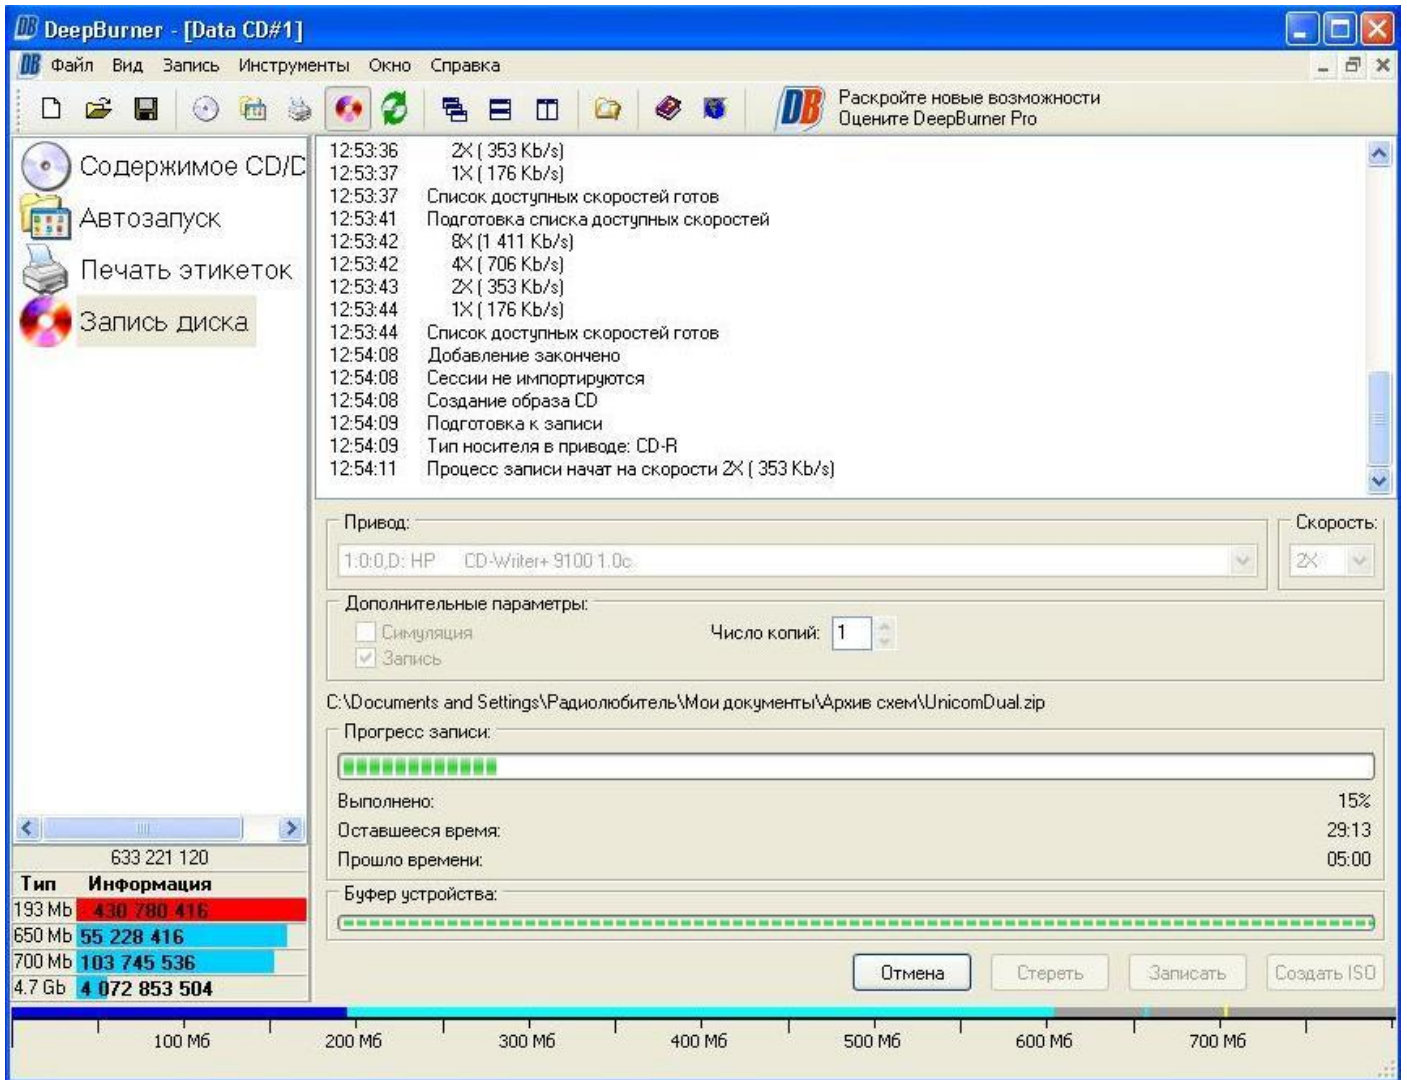 DeepBurner - [Data CD#1]
Файл Вид Запись Инструменты Окно Справка
DB Раскройте новые возможности
Оцените DeepBurner Pro
Содержимое CD/D
Автозапуск
Печать этикеток
Запись диска
12:53:36 2X ( 353 Kb/s)
12:53:37 1X ( 176 Kb/s)
12:53:37 Список доступных скоростей готов
12:53:41 Подготовка списка доступных скоростей
12:53:42 8X (1 411 Kb/s)
12:53:42 4X ( 706 Kb/s)
12:53:43 2X ( 353 Kb/s)
12:53:44 1X ( 176 Kb/s)
12:53:44 Список доступных скоростей готов
12:54:08 Добавление закончено
12:54:08 Сессии не импортируются
12:54:08 Создание образа CD
12:54:09 Подготовка к записи
12:54:09 Тип носителя в приводе: CD-R
12:54:11 Процесс записи начат на скорости 2X ( 353 Kb/s)
Привод: Скорость:
1:0:0,D: HP CD-Writer+ 9100 1.0c 2X
Дополнительные параметры:
Симуляция Число копий: 1
Запись
C:\Documents and Settings\Радиолюбитель\Мои документы\Архив схем\UnicomDual.zip
Прогресс записи:
Выполнено: 15%
Оставшееся время: 29:13
Прошло времени: 05:00
Буфер устройства:
Отмена Стереть Записать Создать ISO
633 221 120
Тип Информация
193 Mb - 430 780 416
650 Mb 55 228 416
700 Mb 103 745 536
4.7 Gb 4 072 853 504
100 Мб 200 Мб 300 Мб 400 Мб 500 Мб 600 Мб 700 Мб